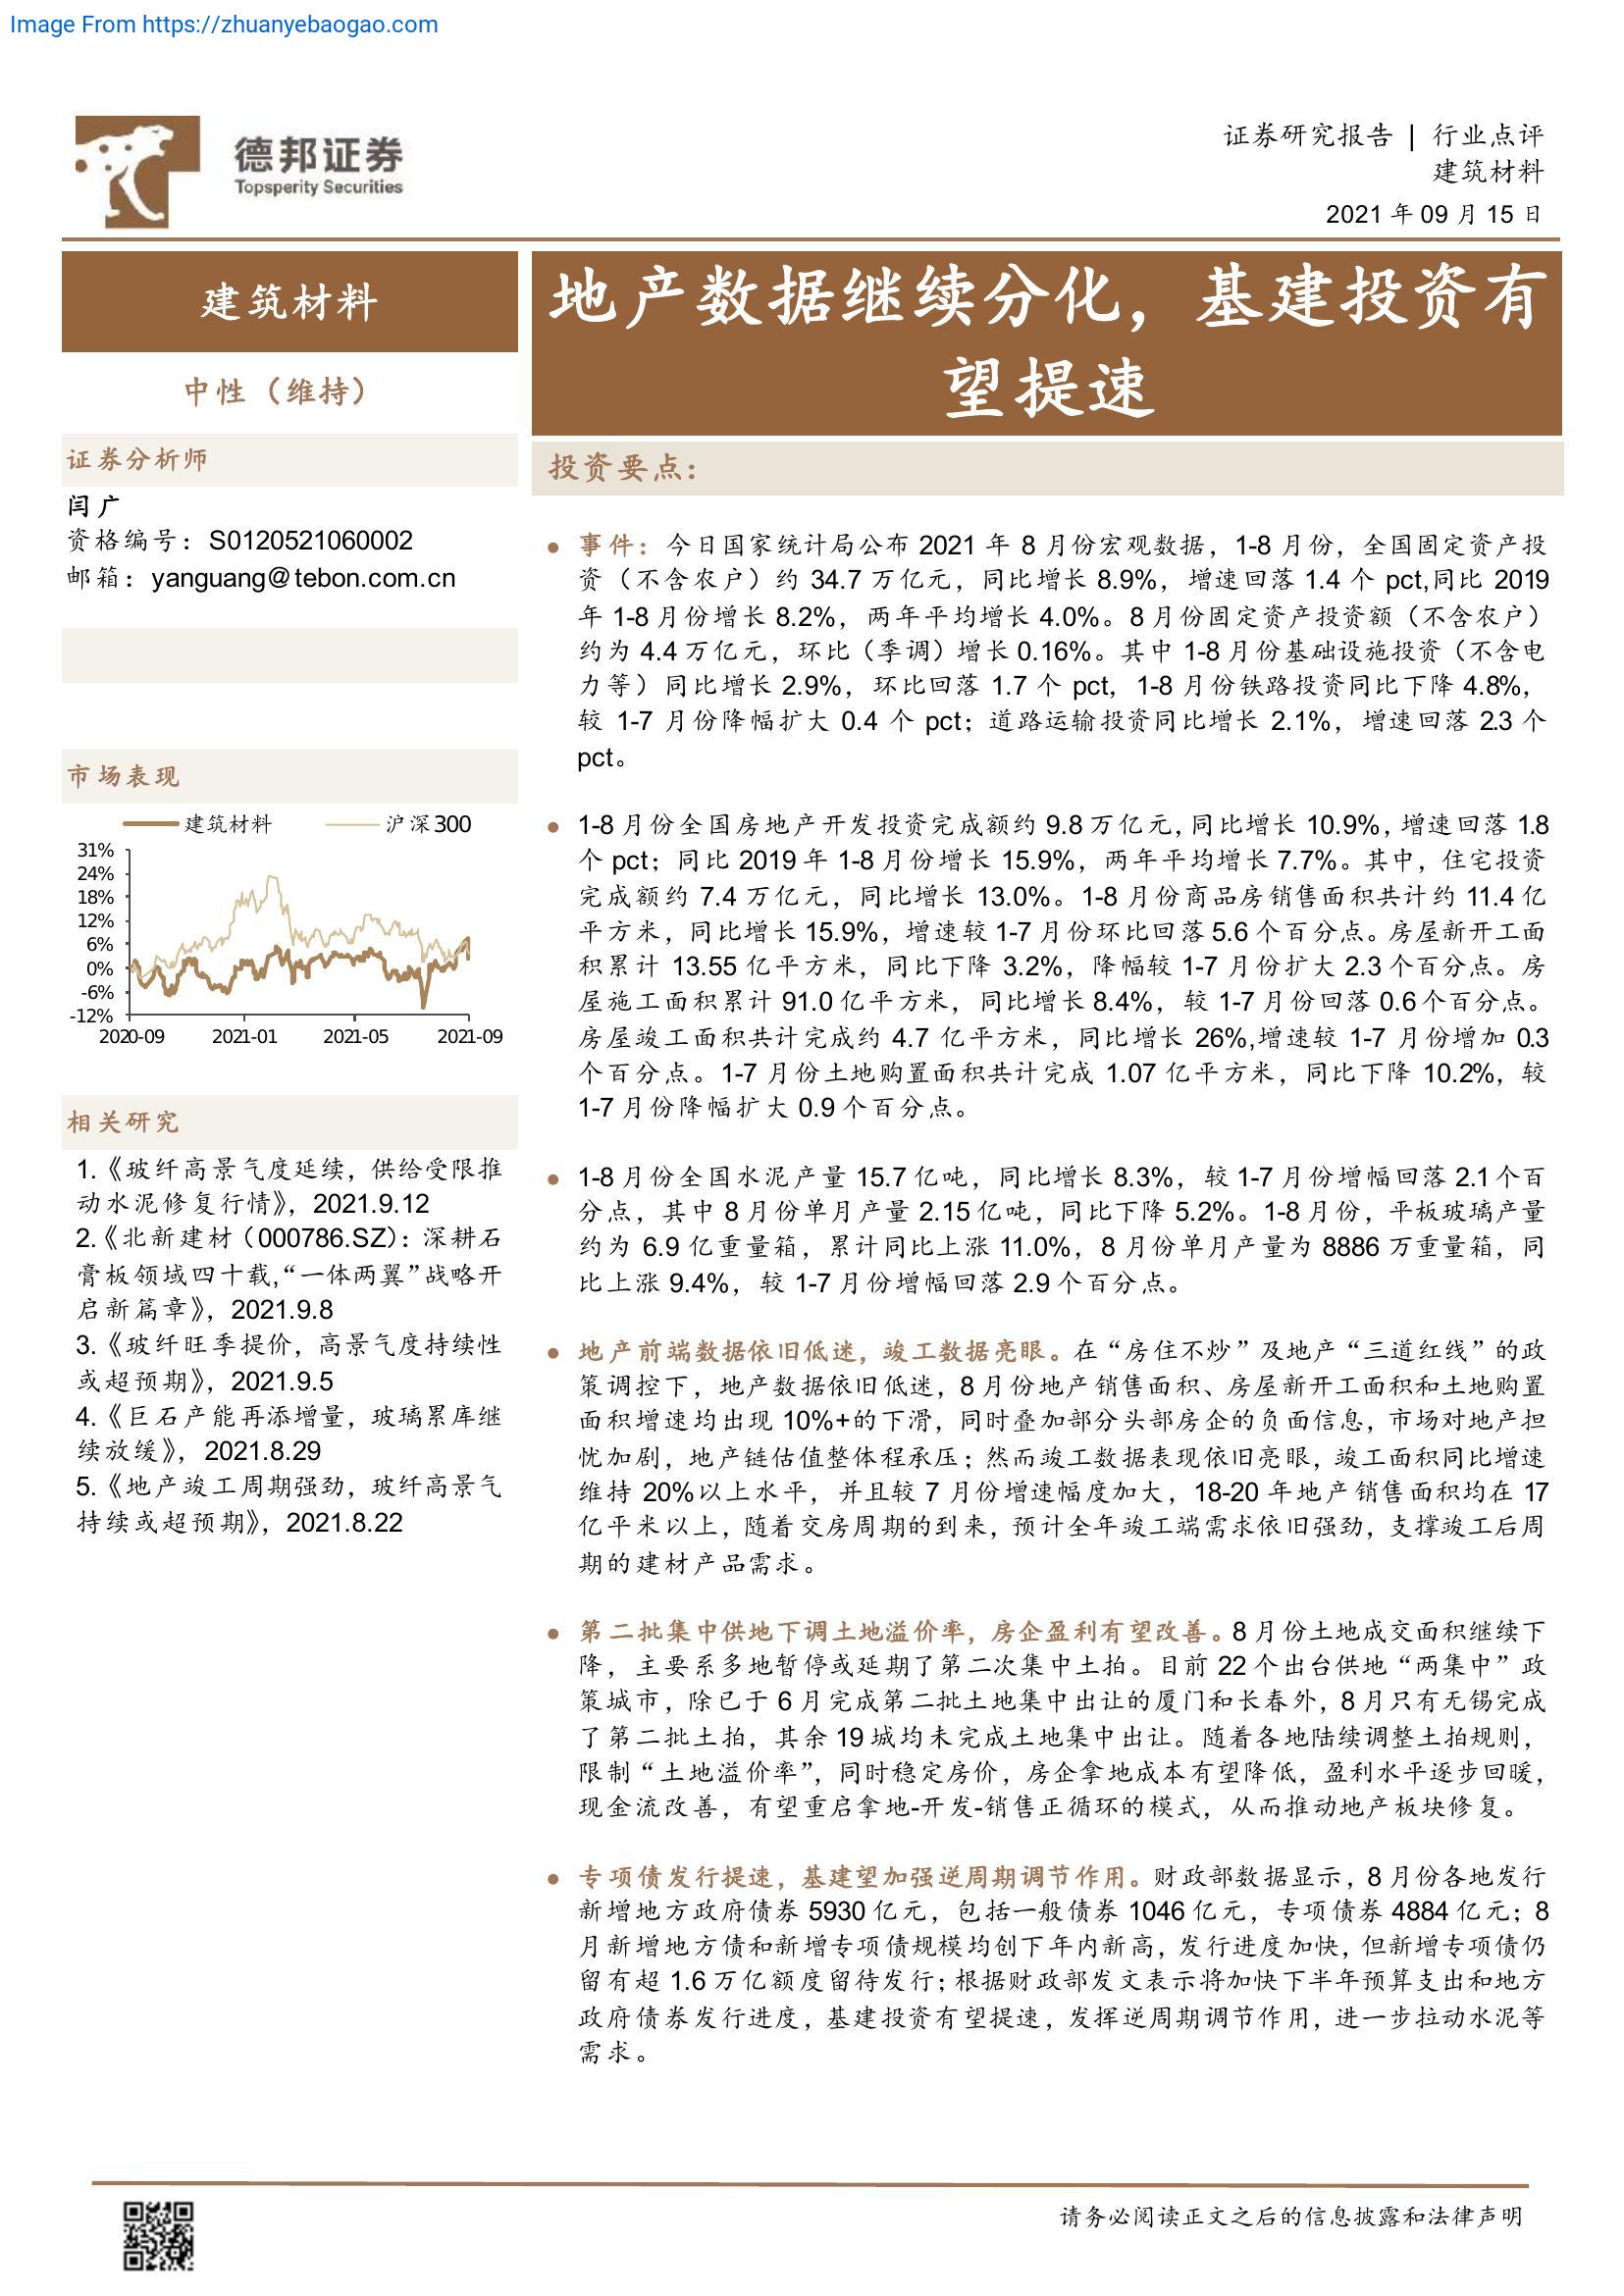 Image From https://zhuanyebaogao.com
德邦证券
Topsperity Securities
证券研究报告 | 行业点评
建筑材料
2021 年 09 月 15 日
建筑材料
中性（维持）
证券分析师
闫广
资格编号：S0120521060002
邮箱：yanguang@tebon.com.cn
市场表现
建筑材料 沪深300
31%
24%
18%
12%
6%
0%
-6%
-12%
2020-09 2021-01 2021-05 2021-09
相关研究
1.《玻纤高景气度延续，供给受限推
动水泥修复行情》，2021.9.12
2.《北新建材（000786.SZ）：深耕石
膏板领域四十载,“一体两翼”战略开
启新篇章》，2021.9.8
3.《玻纤旺季提价，高景气度持续性
或超预期》，2021.9.5
4.《巨石产能再添增量，玻璃累库继
续放缓》，2021.8.29
5.《地产竣工周期强劲，玻纤高景气
持续或超预期》，2021.8.22
地产数据继续分化，基建投资有
望提速
投资要点：
● 事件：今日国家统计局公布 2021 年 8 月份宏观数据，1-8 月份，全国固定资产投
资（不含农户）约 34.7 万亿元，同比增长 8.9%，增速回落 1.4 个 pct,同比 2019
年 1-8 月份增长 8.2%，两年平均增长 4.0%。8 月份固定资产投资额（不含农户）
约为 4.4 万亿元，环比（季调）增长 0.16%。其中 1-8 月份基础设施投资（不含电
力等）同比增长 2.9%，环比回落 1.7 个 pct，1-8 月份铁路投资同比下降 4.8%，
较 1-7 月份降幅扩大 0.4 个 pct；道路运输投资同比增长 2.1%，增速回落 2.3 个
pct。
● 1-8 月份全国房地产开发投资完成额约 9.8 万亿元,同比增长 10.9%,增速回落 1.8
个 pct；同比 2019 年 1-8 月份增长 15.9%，两年平均增长 7.7%。其中，住宅投资
完成额约 7.4 万亿元，同比增长 13.0%。1-8 月份商品房销售面积共计约 11.4 亿
平方米，同比增长 15.9%，增速较 1-7 月份环比回落 5.6 个百分点。房屋新开工面
积累计 13.55 亿平方米，同比下降 3.2%，降幅较 1-7 月份扩大 2.3 个百分点。房
屋施工面积累计 91.0 亿平方米，同比增长 8.4%，较 1-7 月份回落 0.6 个百分点。
房屋竣工面积共计完成约 4.7 亿平方米，同比增长 26%,增速较 1-7 月份增加 0.3
个百分点。1-7 月份土地购置面积共计完成 1.07 亿平方米，同比下降 10.2%，较
1-7 月份降幅扩大 0.9 个百分点。
● 1-8 月份全国水泥产量 15.7 亿吨，同比增长 8.3%，较 1-7 月份增幅回落 2.1 个百
分点，其中 8 月份单月产量 2.15 亿吨，同比下降 5.2%。1-8 月份，平板玻璃产量
约为 6.9 亿重量箱，累计同比上涨 11.0%，8 月份单月产量为 8886 万重量箱，同
比上涨 9.4%，较 1-7 月份增幅回落 2.9 个百分点。
● 地产前端数据依旧低迷，竣工数据亮眼。在“房住不炒”及地产“三道红线”的政
策调控下，地产数据依旧低迷，8 月份地产销售面积、房屋新开工面积和土地购置
面积增速均出现 10%+的下滑，同时叠加部分头部房企的负面信息，市场对地产担
忧加剧，地产链估值整体程承压；然而竣工数据表现依旧亮眼，竣工面积同比增速
维持 20%以上水平，并且较 7 月份增速幅度加大，18-20 年地产销售面积均在 17
亿平米以上，随着交房周期的到来，预计全年竣工端需求依旧强劲，支撑竣工后周
期的建材产品需求。
● 第二批集中供地下调土地溢价率，房企盈利有望改善。8 月份土地成交面积继续下
降，主要系多地暂停或延期了第二次集中土拍。目前 22 个出台供地“两集中”政
策城市，除已于 6 月完成第二批土地集中出让的厦门和长春外，8 月只有无锡完成
了第二批土拍，其余 19 城均未完成土地集中出让。随着各地陆续调整土拍规则，
限制“土地溢价率”，同时稳定房价，房企拿地成本有望降低，盈利水平逐步回暖，
现金流改善，有望重启拿地-开发-销售正循环的模式，从而推动地产板块修复。
● 专项债发行提速，基建望加强逆周期调节作用。财政部数据显示，8 月份各地发行
新增地方政府债券 5930 亿元，包括一般债券 1046 亿元，专项债券 4884 亿元；8
月新增地方债和新增专项债规模均创下年内新高，发行进度加快，但新增专项债仍
留有超 1.6 万亿额度留待发行；根据财政部发文表示将加快下半年预算支出和地方
政府债券发行进度，基建投资有望提速，发挥逆周期调节作用，进一步拉动水泥等
需求。
请务必阅读正文之后的信息披露和法律声明